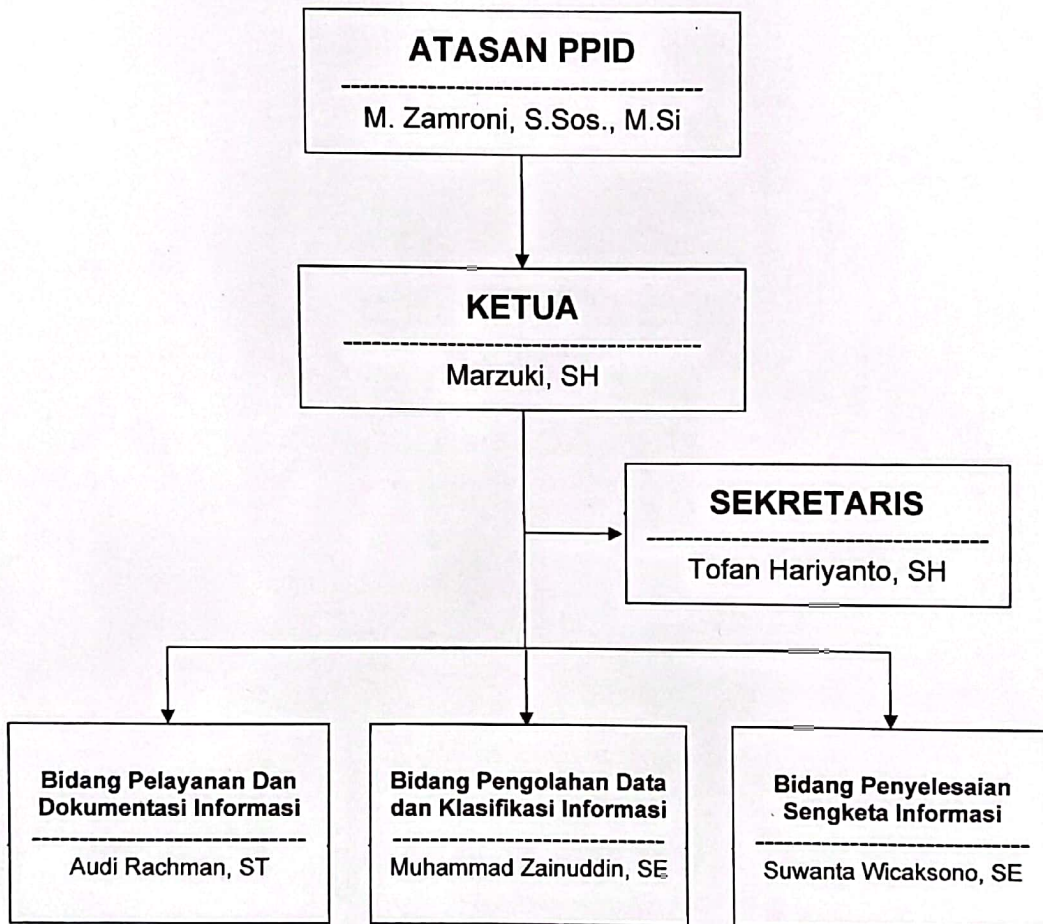 ATASAN PPID
M. Zamroni, S.Sos., M.Si
KETUA
Marzuki, SH
SEKRETARIS
Tofan Hariyanto, SH
Bidang Pelayanan Dan
Dokumentasi Informasi
Audi Rachman, ST
Bidang Pengolahan Data
dan Klasifikasi Informasi
Muhammad Zainuddin, SE
Bidang Penyelesaian
Sengketa Informasi
Suwanta Wicaksono, SE